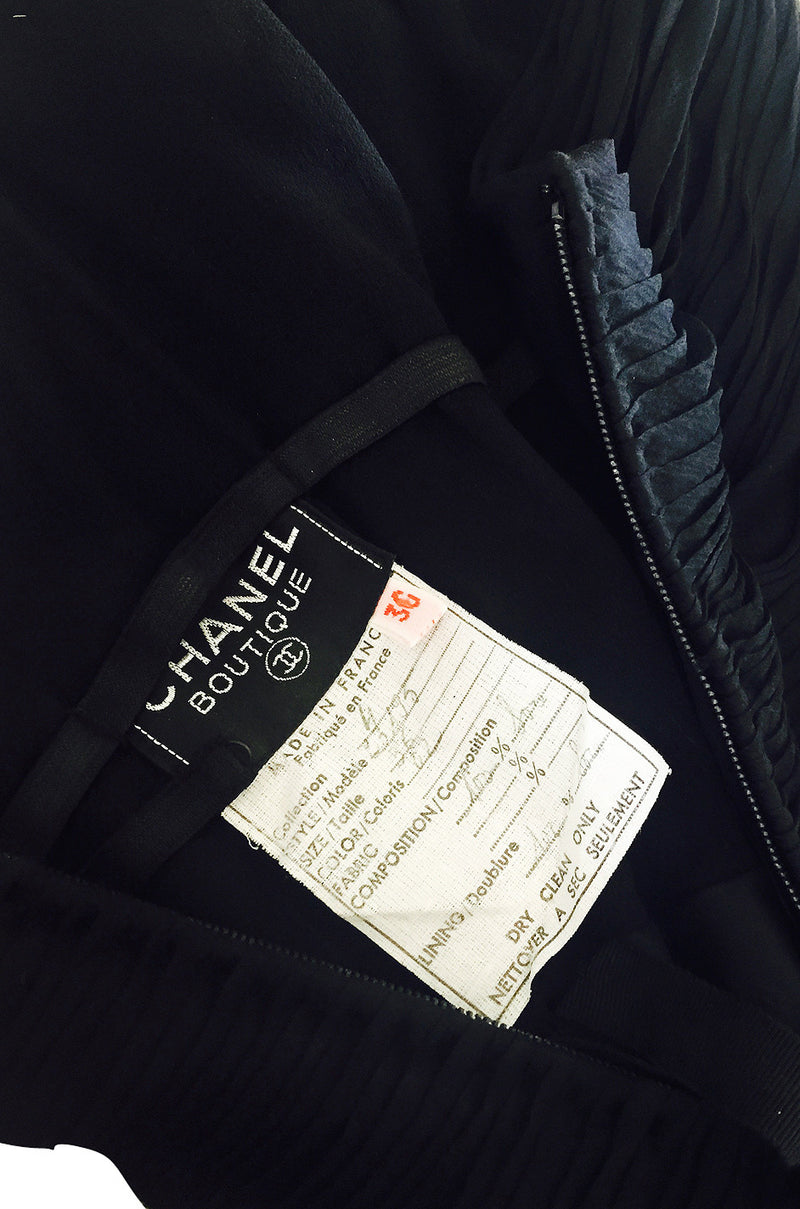 CHANEL
BOUTIQUE
36
MADE IN FRANC
Fabriqué en France
Collection
STYLE/Modèle
SIZE/Taille
COLOR/Coloris
FABRIC
COMPOSITION/Composition
%
%
%
LINING/Doublure
%
DRY CLEAN ONLY
NETTOYER A SEC SEULEMENT